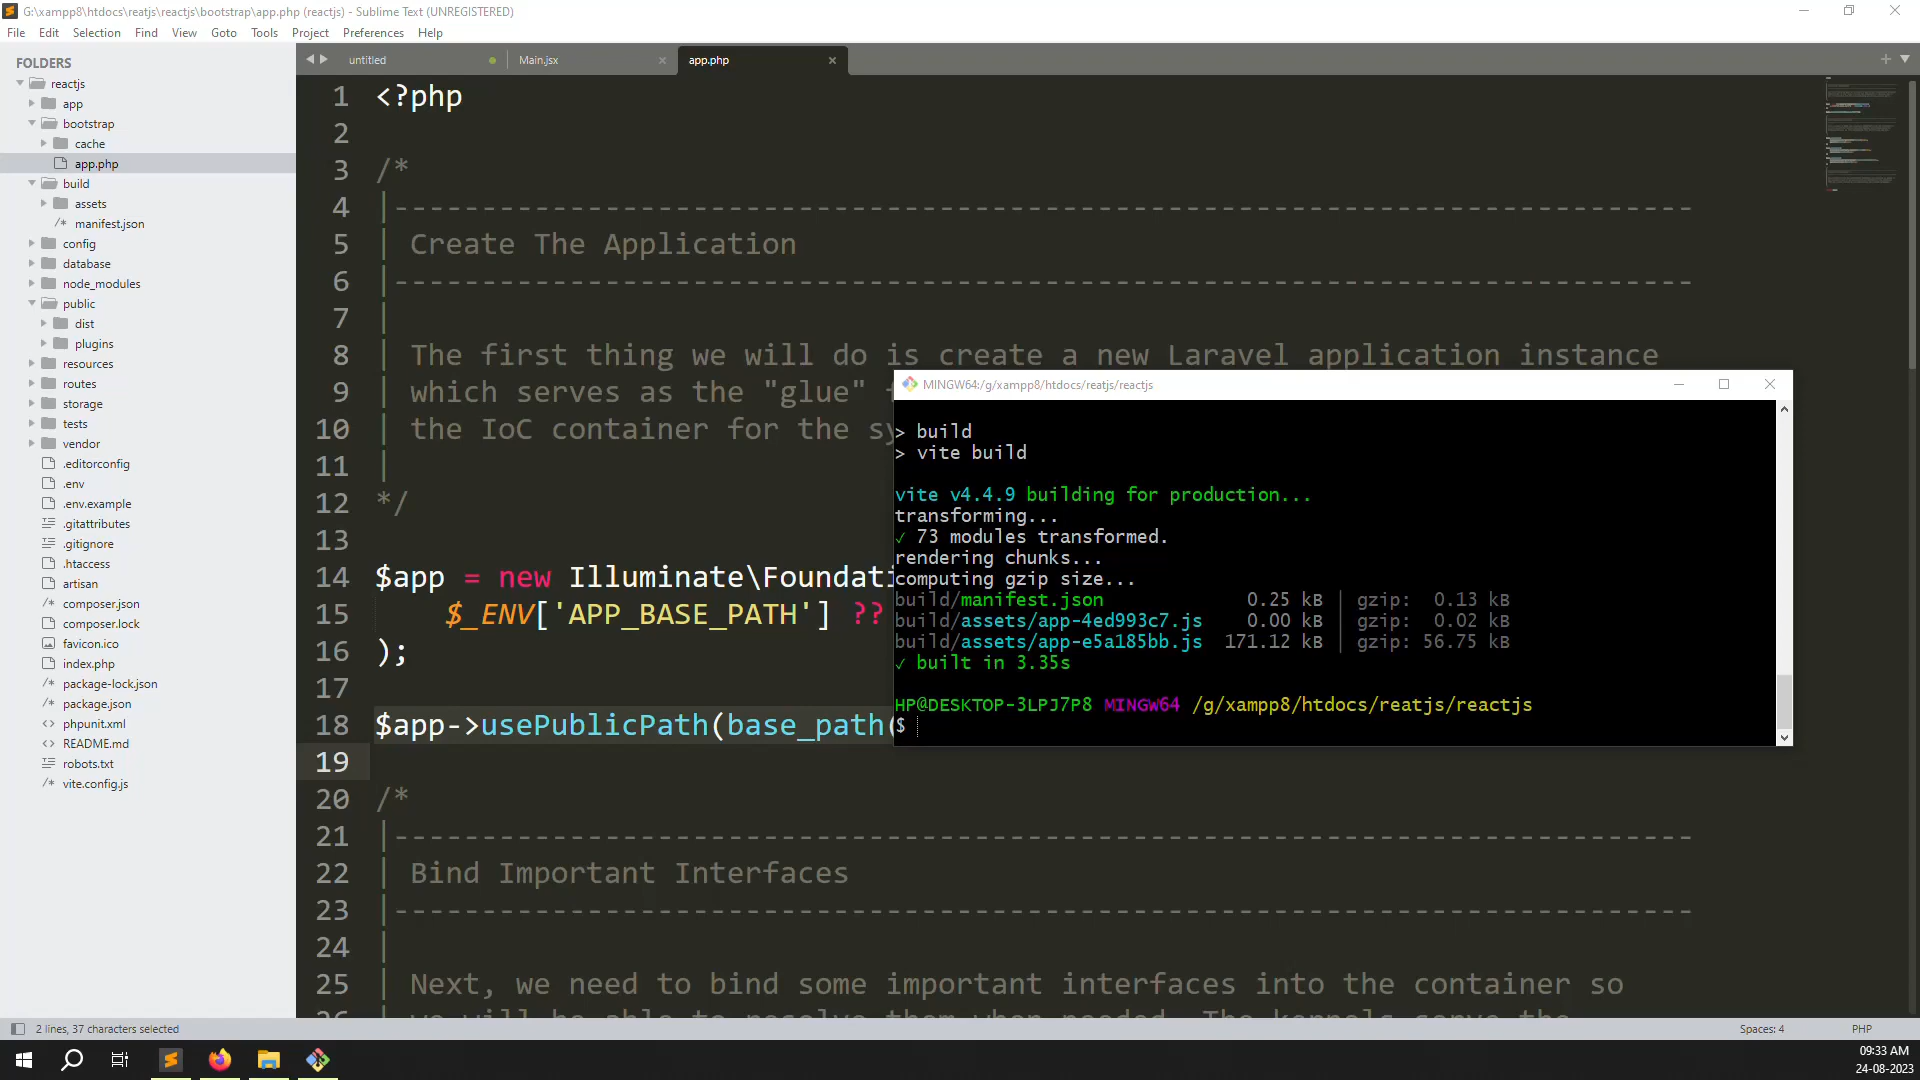 G:\xampp8\htdocs\reatjs\reactjs\bootstrap\app.php (reactjs) - Sublime Text (UNREGISTERED)
File Edit Selection Find View Goto Tools Project Preferences Help
FOLDERS
reactjs
app
bootstrap
cache
app.php
build
assets
/* manifest.json
config
database
node_modules
public
dist
plugins
resources
routes
storage
tests
vendor
.editorconfig
.env
.env.example
.gitattributes
.gitignore
.htaccess
artisan
/* composer.json
composer.lock
favicon.ico
index.php
/* package-lock.json
/* package.json
<> phpunit.xml
<> README.md
robots.txt
/* vite.config.js
untitled
Main.jsx
app.php
1 <?php
2
3 /*
4 |--------------------------------------------------------------------------
5 | Create The Application
6 |--------------------------------------------------------------------------
7 |
8 | The first thing we will do is create a new Laravel application instance
9 | which serves as the "glue"
10 | the IoC container for the sy
11 |
12 */
13
14 $app = new Illuminate\Foundati
15 $_ENV['APP_BASE_PATH'] ??
16 );
17
18 $app->usePublicPath(base_path(
19
20 /*
21 |--------------------------------------------------------------------------
22 | Bind Important Interfaces
23 |--------------------------------------------------------------------------
24 |
25 | Next, we need to bind some important interfaces into the container so
MINGW64:/g/xampp8/htdocs/reatjs/reactjs
> build
> vite build
vite v4.4.9 building for production...
transforming...
✓ 73 modules transformed.
rendering chunks...
computing gzip size...
build/manifest.json 0.25 kB │ gzip: 0.13 kB
build/assets/app-4ed993c7.js 0.00 kB │ gzip: 0.02 kB
build/assets/app-e5a185bb.js 171.12 kB │ gzip: 56.75 kB
✓ built in 3.35s
HP@DESKTOP-3LPJ7P8 MINGW64 /g/xampp8/htdocs/reatjs/reactjs
$
2 lines, 37 characters selected
Spaces: 4
PHP
09:33 AM
24-08-2023